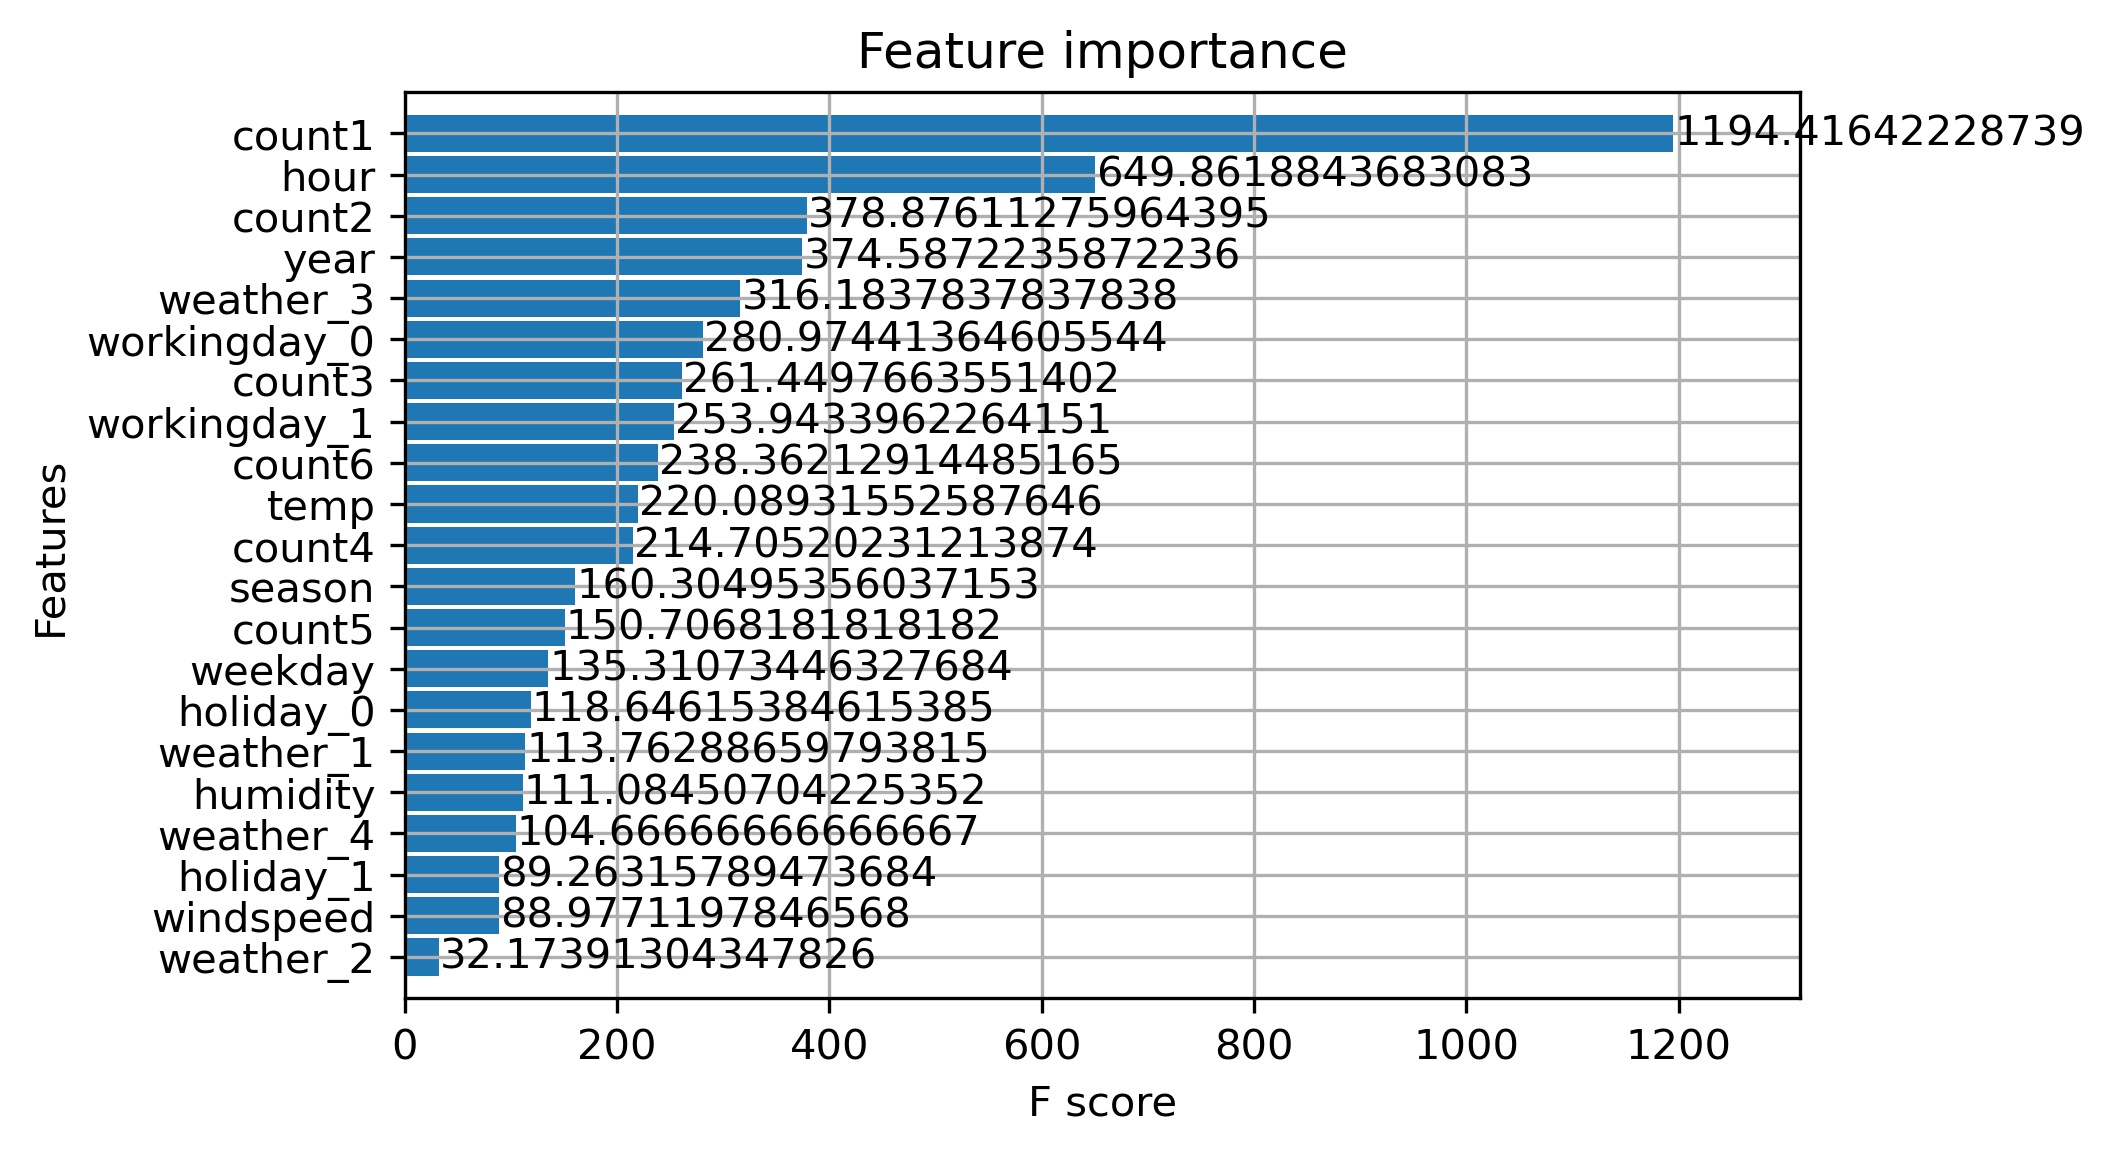 Feature importance
count1 1194.41642228739
hour 649.8618843683083
count2 378.87611275964395
year 374.5872235872236
weather_3 316.1837837837838
workingday_0 280.97441364605544
count3 261.4497663551402
workingday_1 253.9433962264151
count6 238.36212914485165
temp 220.08931552587646
count4 214.70520231213874
season 160.30495356037153
count5 150.7068181818182
weekday 135.31073446327684
holiday_0 118.64615384615385
weather_1 113.76288659793815
humidity 111.08450704225352
weather_4 104.66666666666667
holiday_1 89.26315789473684
windspeed 88.9771197846568
weather_2 32.17391304347826
Features
0 200 400 600 800 1000 1200
F score